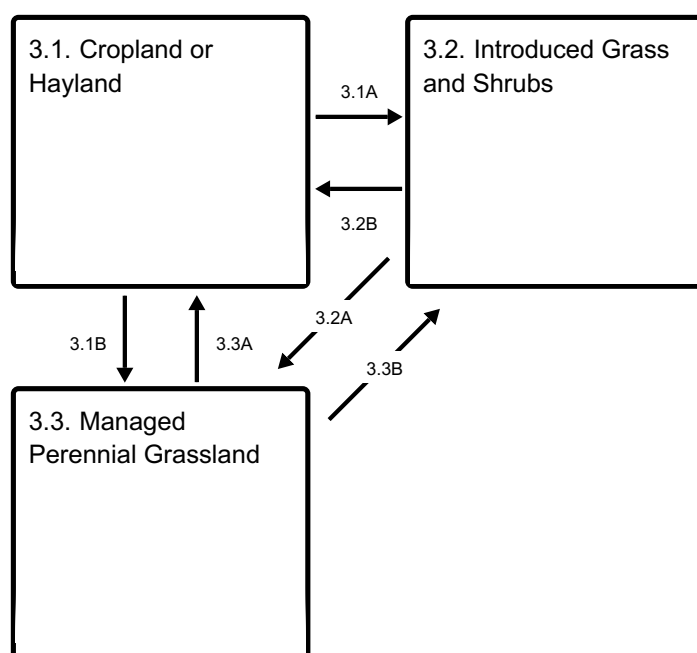 3.1. Cropland or
Hayland
3.2. Introduced Grass
and Shrubs
3.1A
3.2B
3.2A
3.1B
3.3A
3.3B
3.3. Managed
Perennial Grassland